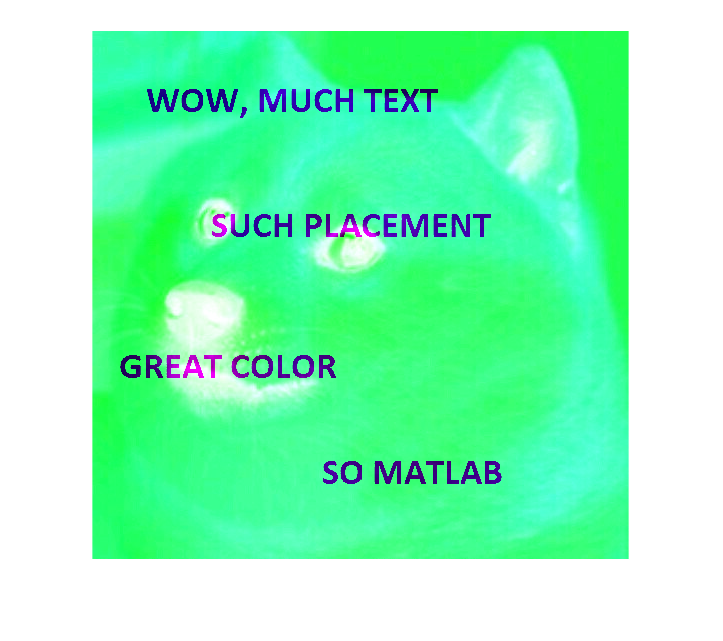 WOW, MUCH TEXT
SUCH PLACEMENT
GREAT COLOR
SO MATLAB